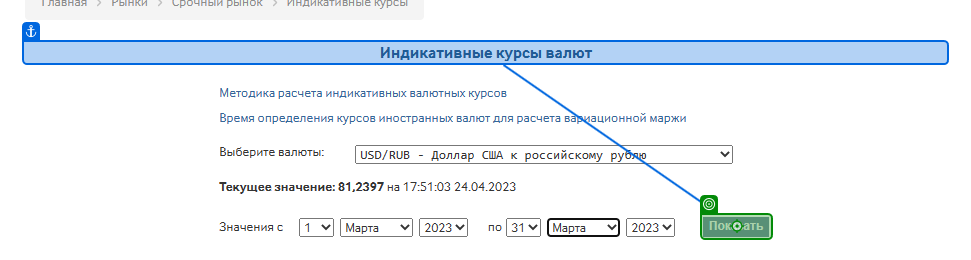 Главная > Рынки > Срочный рынок > Индикативные курсы
Индикативные курсы валют
Методика расчета индикативных валютных курсов
Время определения курсов иностранных валют для расчета вариационной маржи
Выберите валюты: USD/RUB - Доллар США к российскому рублю
Текущее значение: 81,2397 на 17:51:03 24.04.2023
Значения с 1 Марта 2023 по 31 Марта 2023 Показать